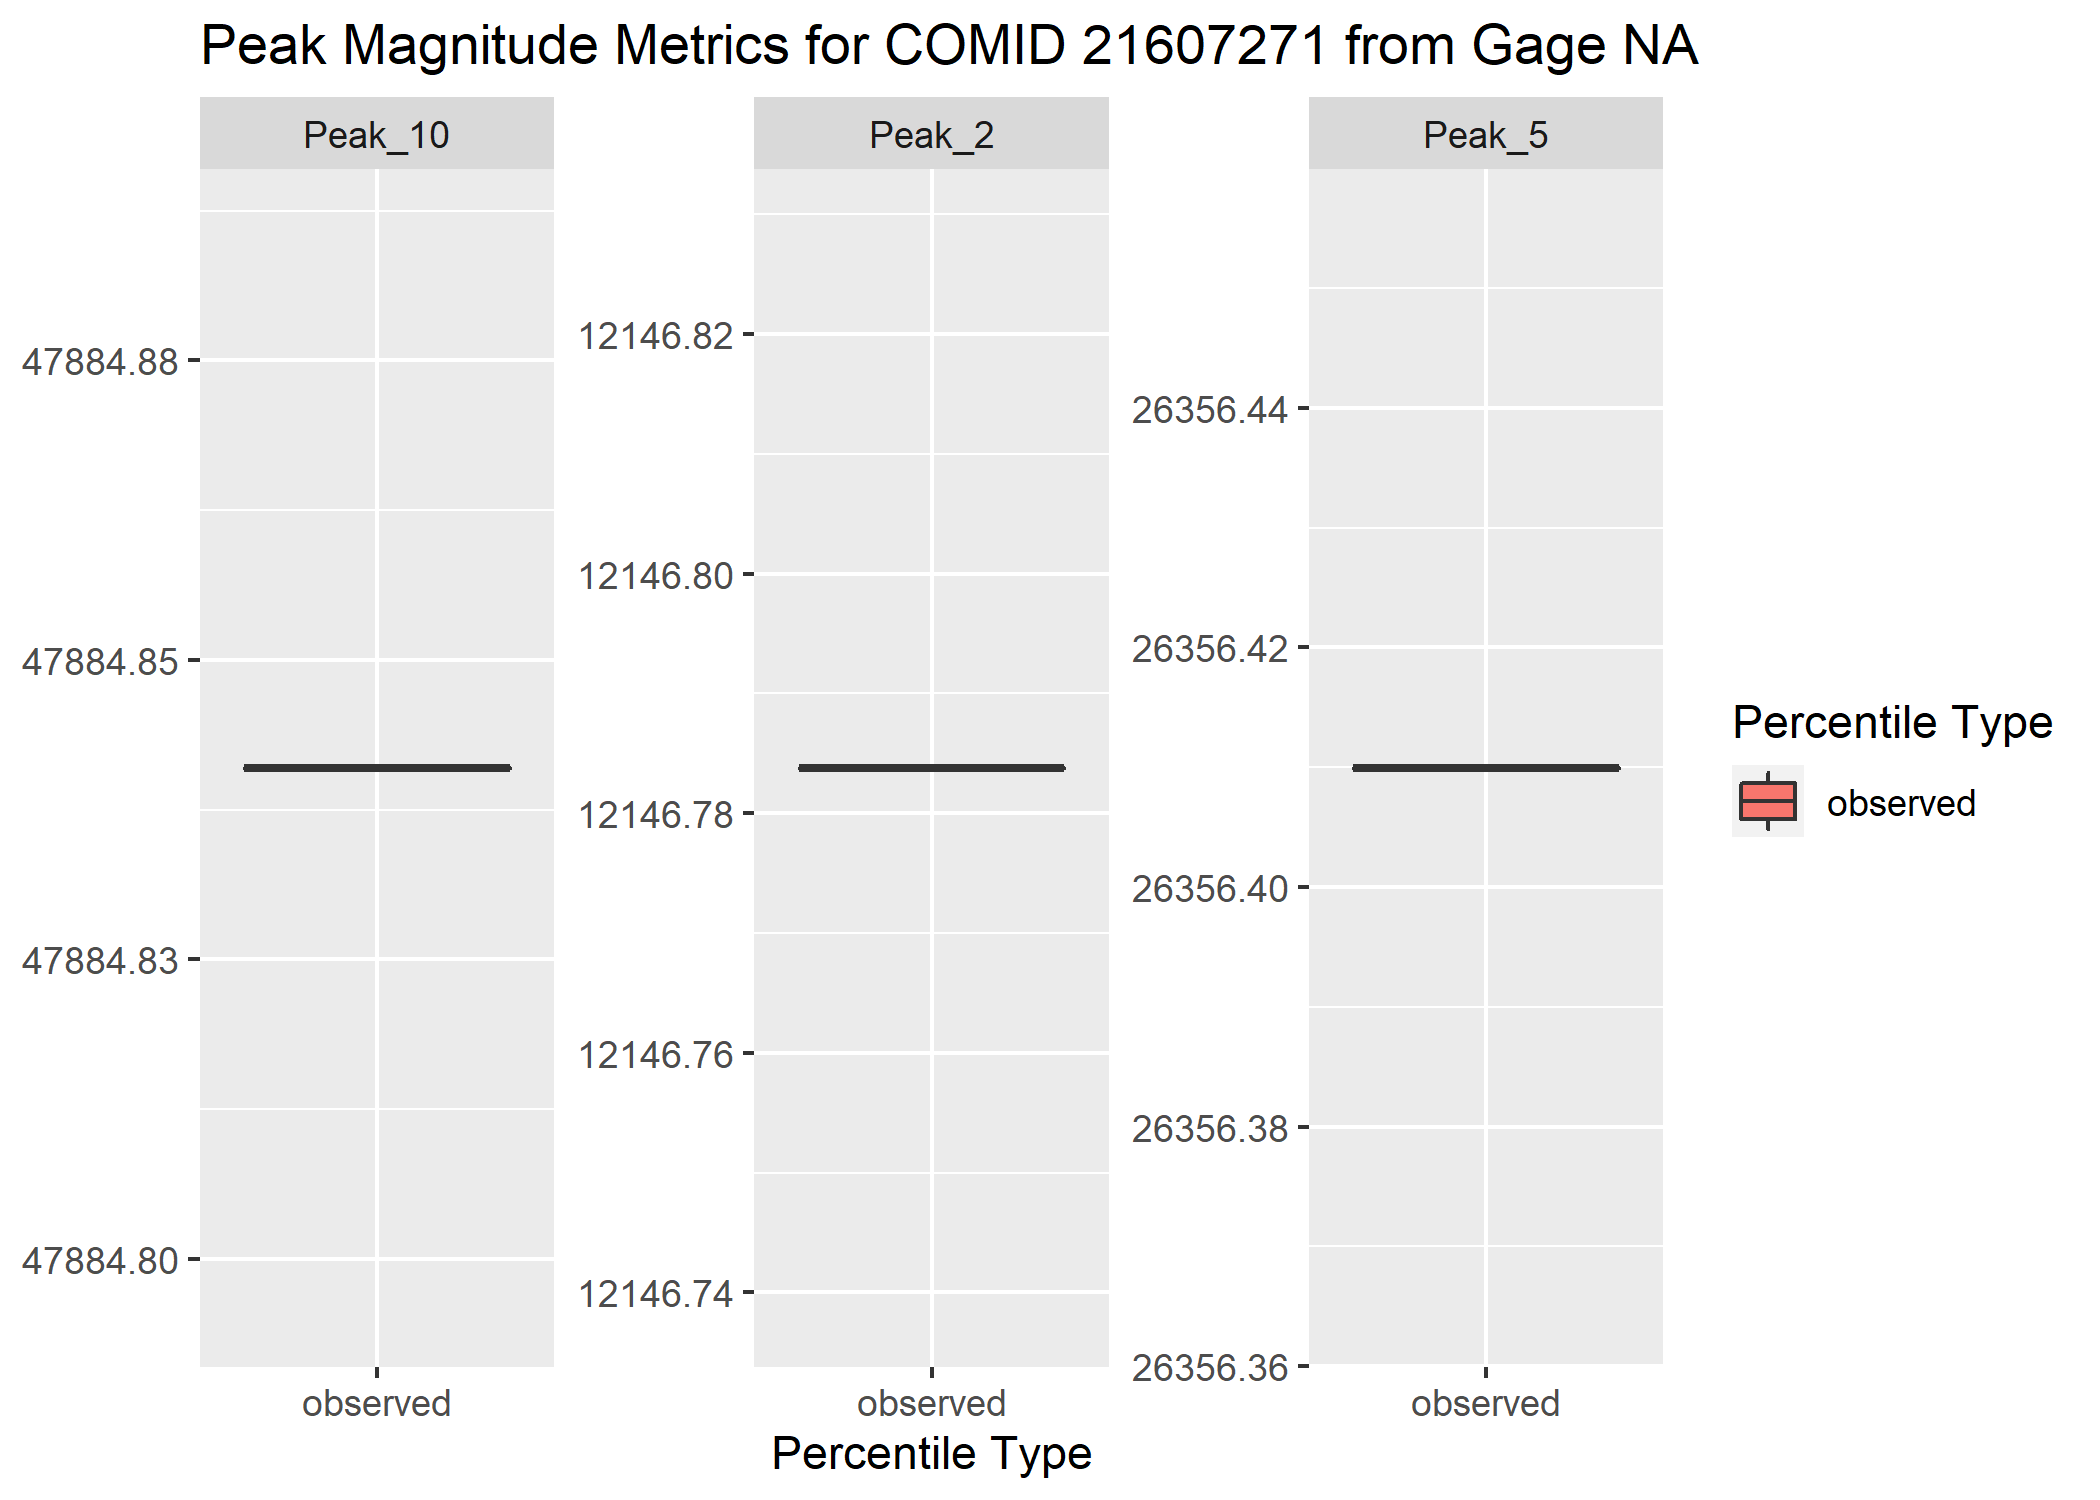 Peak Magnitude Metrics for COMID 21607271 from Gage NA
Peak_10
47884.88
47884.85
47884.83
47884.80
observed
Peak_2
12146.82
12146.80
12146.78
12146.76
12146.74
observed
Peak_5
26356.44
26356.42
26356.40
26356.38
26356.36
observed
Percentile Type
Percentile Type
observed